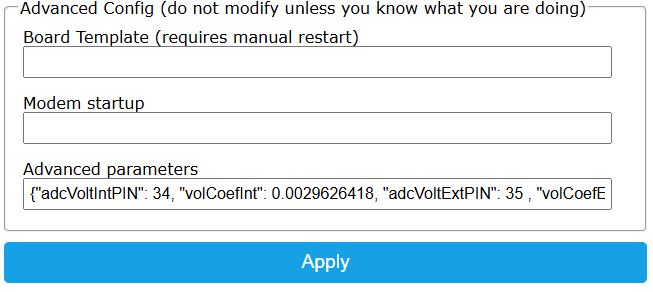 Advanced Config (do not modify unless you know what you are doing)
Board Template (requires manual restart)
Modem startup
Advanced parameters
{"adcVoltIntPIN": 34, "volCoefInt": 0.0029626418, "adcVoltExtPIN": 35 , "volCoefE
Apply